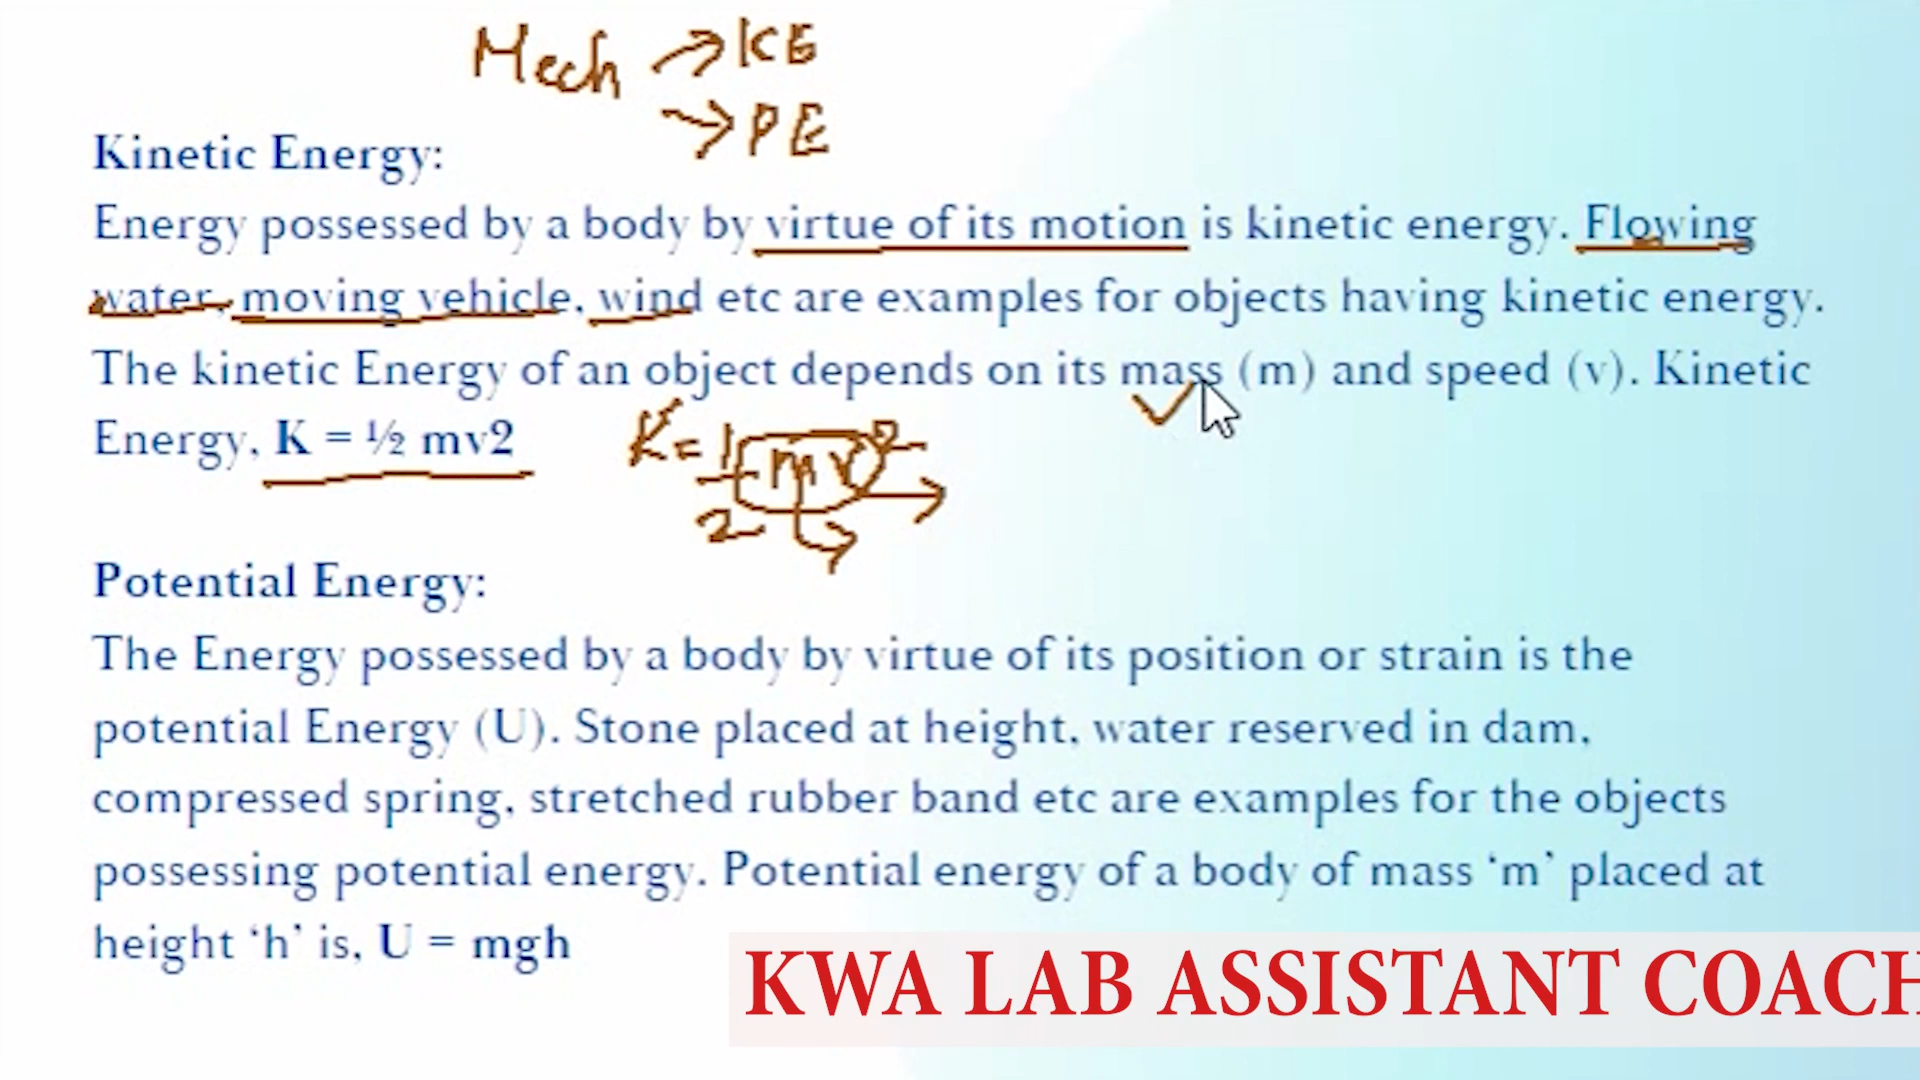 Mech → KE
→ PE
Kinetic Energy:
Energy possessed by a body by virtue of its motion is kinetic energy. Flowing
water, moving vehicle, wind etc are examples for objects having kinetic energy.
The kinetic Energy of an object depends on its mass (m) and speed (v). Kinetic
Energy, K = ½ mv2
K = 1/2 mv²
Potential Energy:
The Energy possessed by a body by virtue of its position or strain is the
potential Energy (U). Stone placed at height, water reserved in dam,
compressed spring, stretched rubber band etc are examples for the objects
possessing potential energy. Potential energy of a body of mass ‘m’ placed at
height ‘h’ is, U = mgh
KWA LAB ASSISTANT COACH